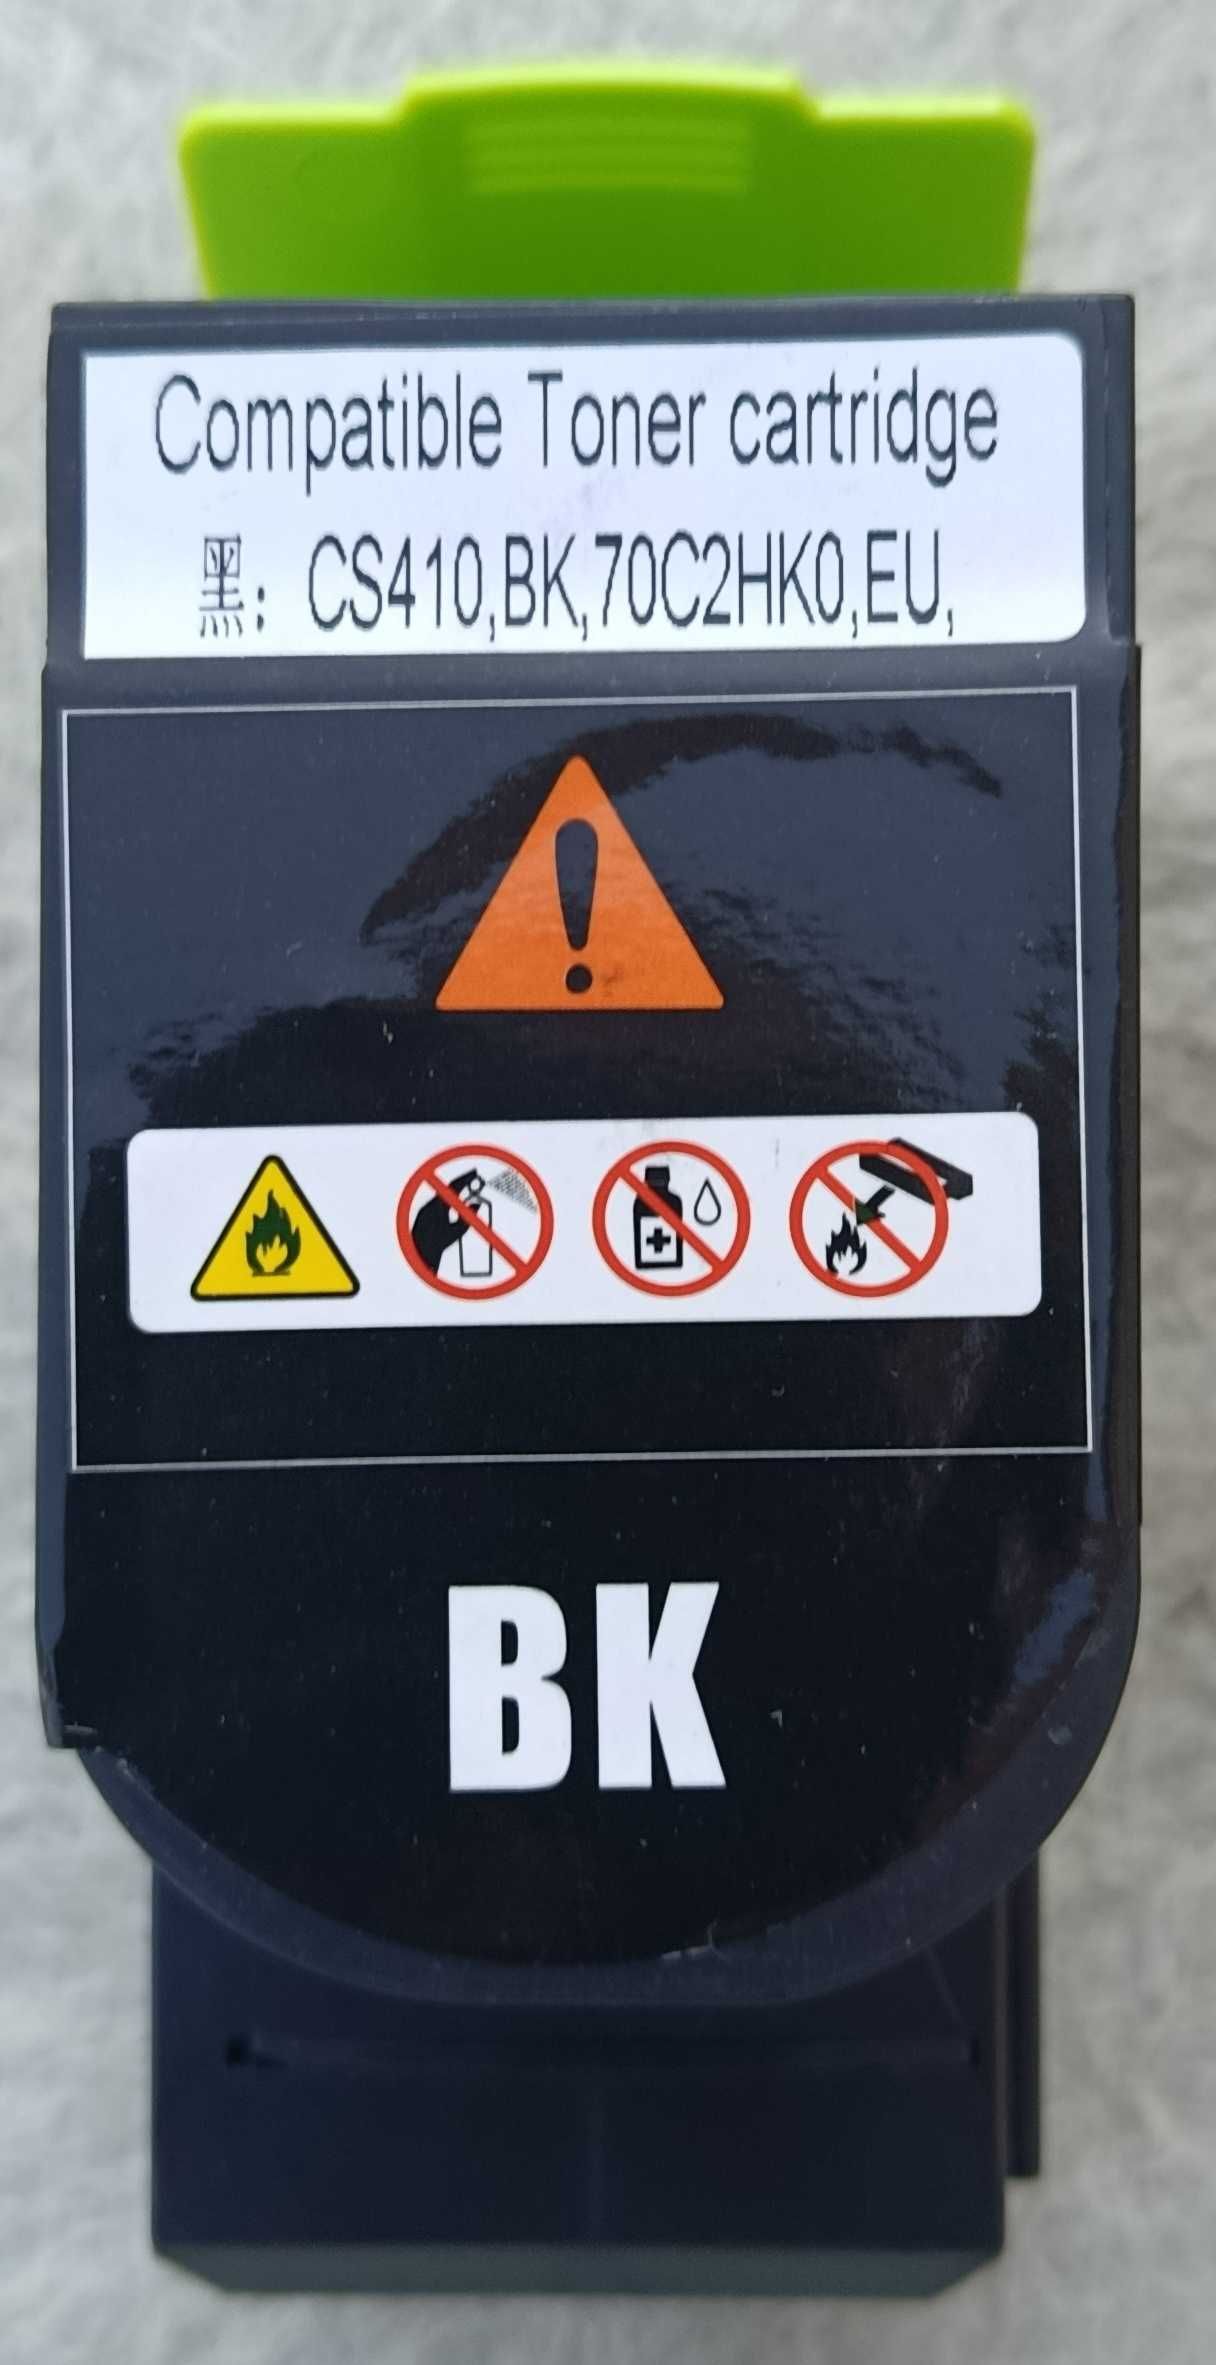 Compatible Toner cartridge
黑: CS410,BK,70C2HK0,EU,
BK